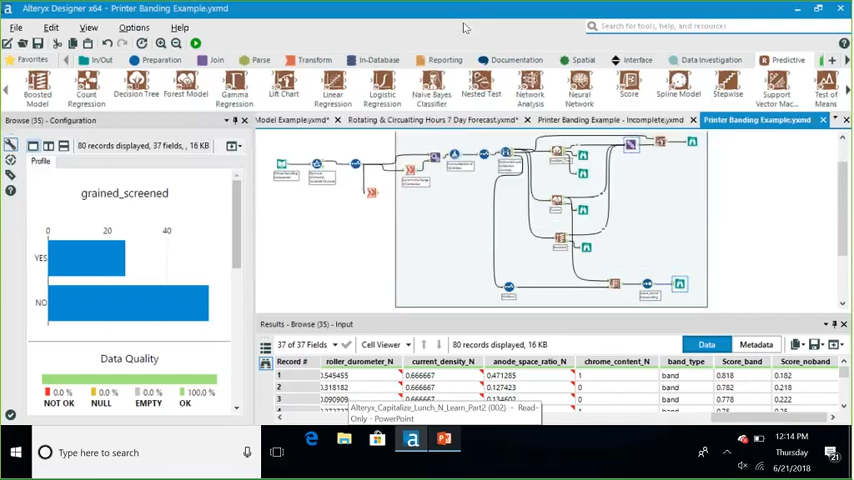 Alteryx Designer x64 - Printer Banding Example.yxmd
File Edit View Options Help
Search for tools, help, and resources
Favorites In/Out Preparation Join Parse Transform In-Database Reporting Documentation Spatial Interface Data Investigation Predictive
Boosted Model Count Regression Decision Tree Forest Model Gamma Regression Lift Chart Linear Regression Logistic Regression Naive Bayes Classifier Nested Test Network Analysis Neural Network Score Spline Model Stepwise Support Vector Mac... Test of Means
Browse (35) - Configuration
Model Example.yxmd* Rotating & Circualting Hours 7 Day Forecast.yxmd* Printer Banding Example - Incomplete.yxmd Printer Banding Example.yxmd
80 records displayed, 37 fields, 16 KB
Profile
grained_screened
0 20 40
YES
NO
Data Quality
0.0 % 0.0 % 0.0 % 100.0 %
NOT OK NULL EMPTY OK
Results - Browse (35) - Input
37 of 37 Fields Cell Viewer 80 records displayed, 16 KB Data Metadata
Record # roller_durometer_N current_density_N anode_space_ratio_N chrome_content_N band_type Score_band Score_noband
1 0.545455 0.666667 0.471285 1 band 0.818 0.182
2 0.318182 0.666667 0.127423 0 band 0.782 0.218
3 0.090909 0.666667 0.134602 0 band 0.778 0.222
Alteryx_Capitalize_Lunch_N_Learn_Part2 (002) - Read-
Only - PowerPoint
Type here to search
12:14 PM
Thursday
6/21/2018
21